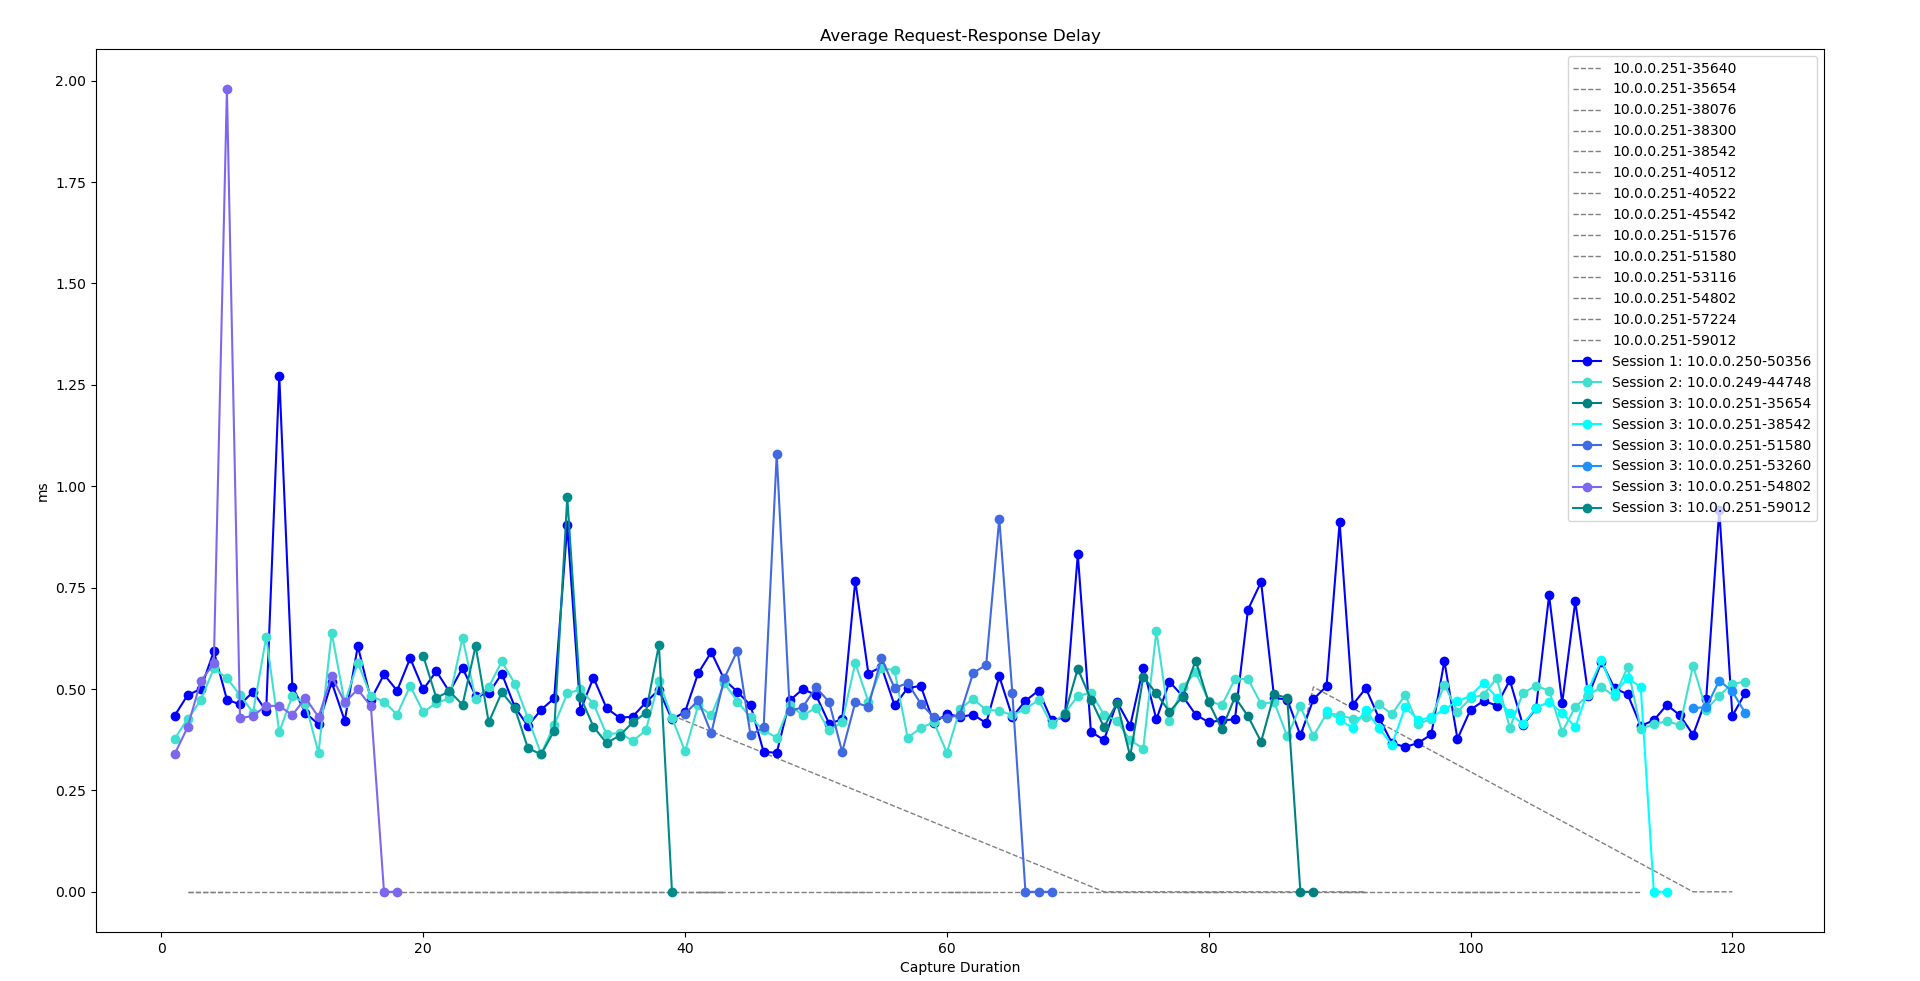 Average Request-Response Delay
2.00
1.75
1.50
1.25
1.00
0.75
0.50
0.25
0.00
ms
0 20 40 60 80 100 120
Capture Duration
10.0.0.251-35640
10.0.0.251-35654
10.0.0.251-38076
10.0.0.251-38300
10.0.0.251-38542
10.0.0.251-40512
10.0.0.251-40522
10.0.0.251-45542
10.0.0.251-51576
10.0.0.251-51580
10.0.0.251-53116
10.0.0.251-54802
10.0.0.251-57224
10.0.0.251-59012
Session 1: 10.0.0.250-50356
Session 2: 10.0.0.249-44748
Session 3: 10.0.0.251-35654
Session 3: 10.0.0.251-38542
Session 3: 10.0.0.251-51580
Session 3: 10.0.0.251-53260
Session 3: 10.0.0.251-54802
Session 3: 10.0.0.251-59012